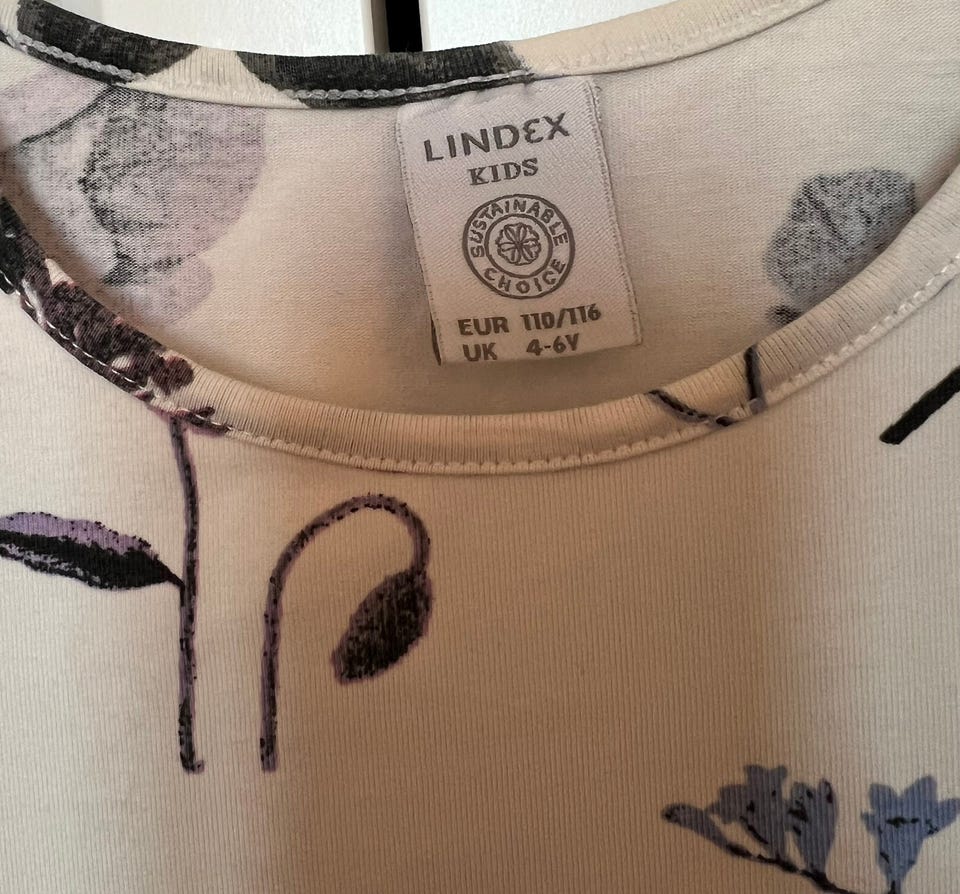 LINDEX
KIDS
SUSTAINABLE
CHOICE
EUR 110/116
UK 4-6Y